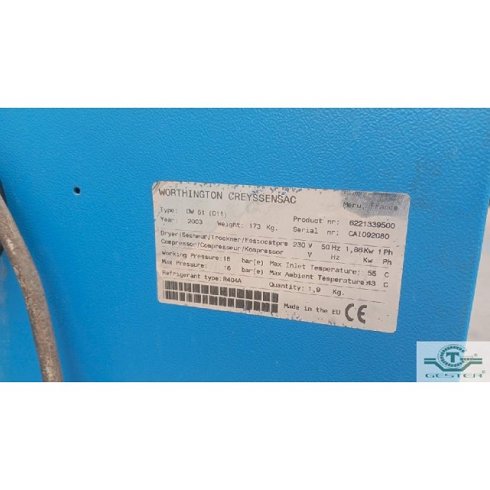 WORTHINGTON CREYSSENSAC
Meru, France
Type: DW 61 (C11)
Year: 2003 Weight: 173 Kg.
Product nr: 6221339500
Serial nr: CAI092080
Dryer/Secheur/Trockner/Postocstore 230 V 50 Hz 1,86 Kw 1 Ph
Compressor/Compresseur/Kompressor V Hz Kw Ph
Working Pressure: 16 bar(e) Max Inlet Temperature: 55 C
Max Pressure: 16 bar(e) Max Ambient Temperature: 43 C
Refrigerant type: R404A Quantity: 1,9 Kg.
Made in the EU CE
GESTER